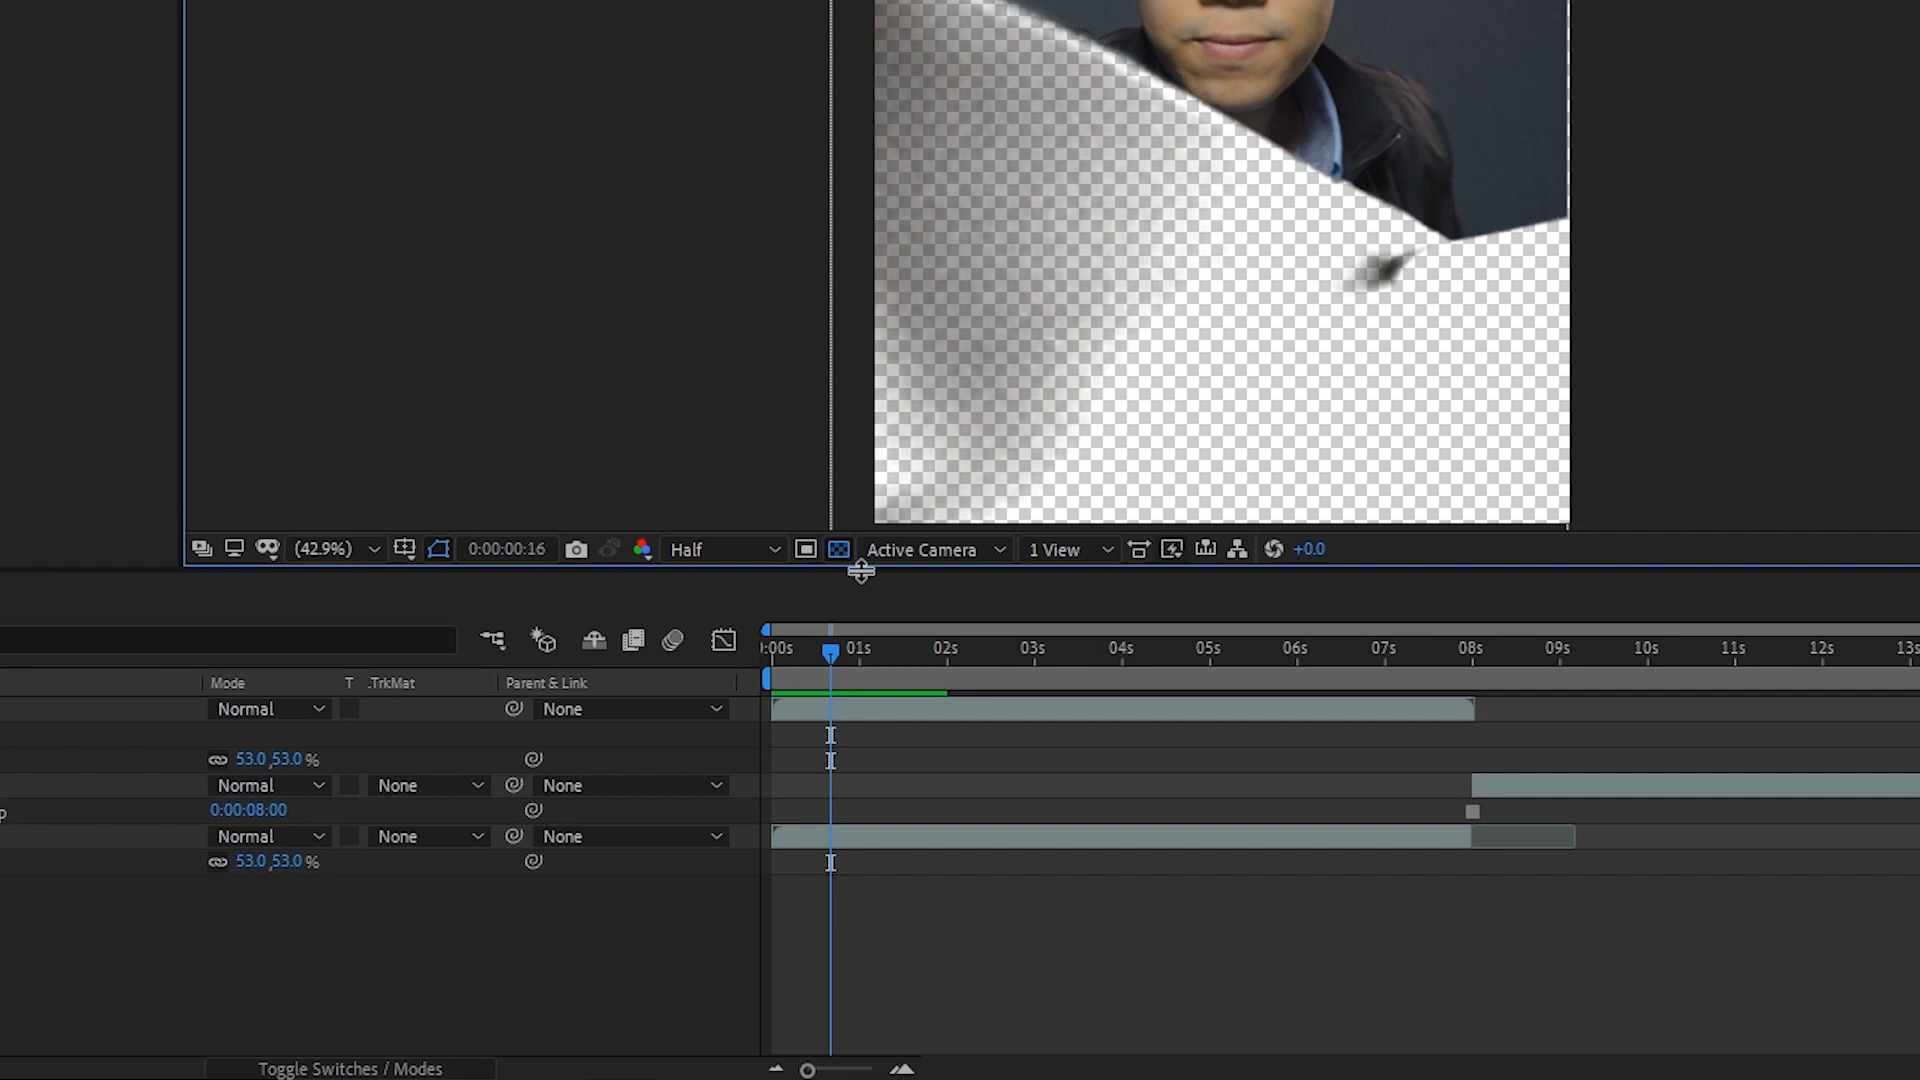 (42.9%) 0:00:00:16 Half Active Camera 1 View +0.0
:00s 01s 02s 03s 04s 05s 06s 07s 08s 09s 10s 11s 12s 13s
Mode T .TrkMat Parent & Link
Normal None
53.0,53.0 %
Normal None None
p 0:00:08:00
Normal None None
53.0,53.0 %
Toggle Switches / Modes